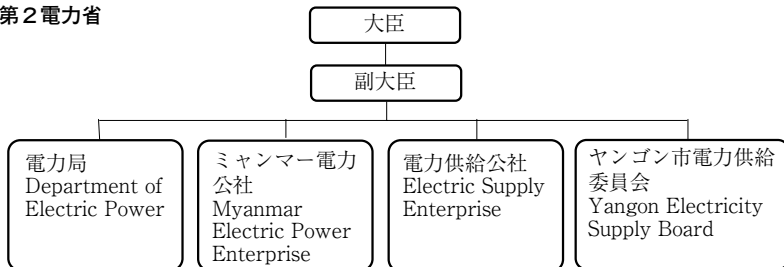 第2電力省
大臣
副大臣
電力局
Department of
Electric Power
ミャンマー電力
公社
Myanmar
Electric Power
Enterprise
電力供給公社
Electric Supply
Enterprise
ヤンゴン市電力供給
委員会
Yangon Electricity
Supply Board